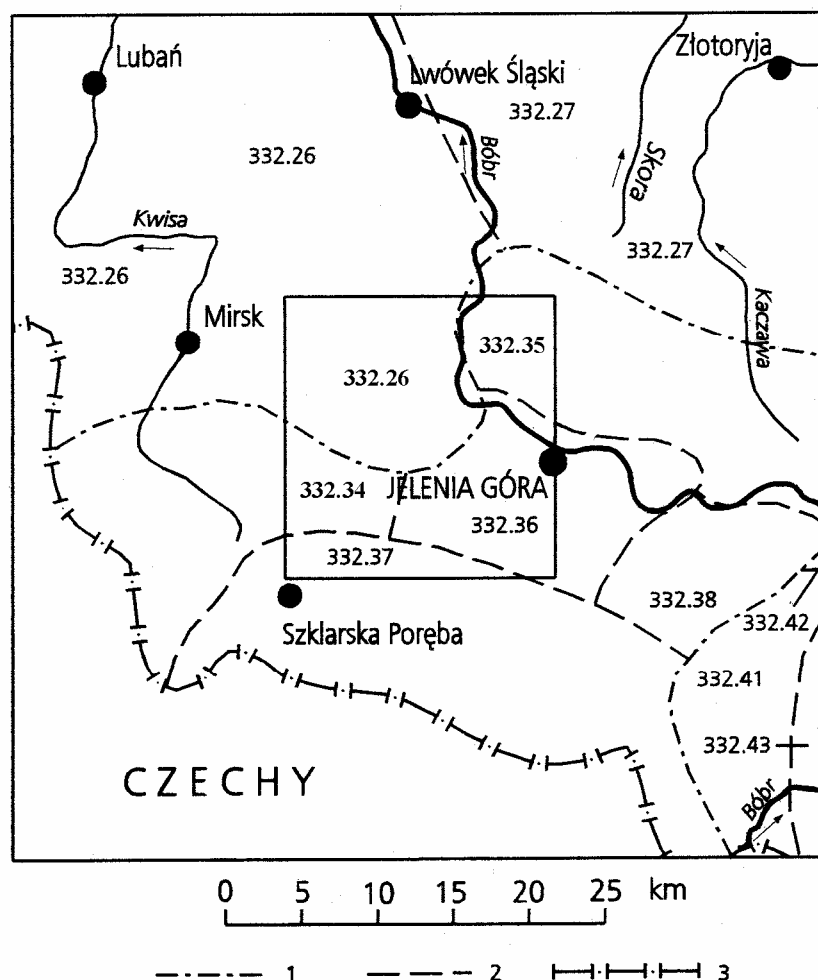 Lubań
Złotoryja
Lwówek Śląski
332.27
Bóbr
332.26
Skora
Kwisa
332.27
332.26
Kaczawa
Mirsk
332.35
332.26
JELENIA GÓRA
332.34
332.36
332.37
332.38
332.42
Szklarska Poręba
332.41
332.43
CZECHY
Bóbr
0 5 10 15 20 25 km
1 2 3